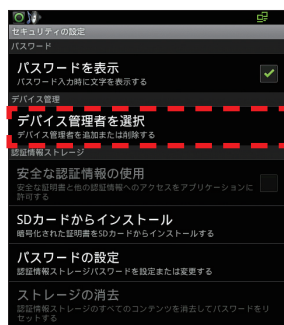 セキュリティの設定
パスワード
パスワードを表示
パスワード入力時に文字を表示する
デバイス管理
デバイス管理者を選択
デバイス管理者を追加または削除する
認証情報ストレージ
安全な認証情報の使用
安全な証明書と他の認証情報へのアクセスをアプリケーションに
許可する
SDカードからインストール
暗号化された証明書をSDカードからインストールする
パスワードの設定
認証情報ストレージパスワードを設定または変更する
ストレージの消去
認証情報ストレージのすべてのコンテンツを消去してパスワードをリ
セットする